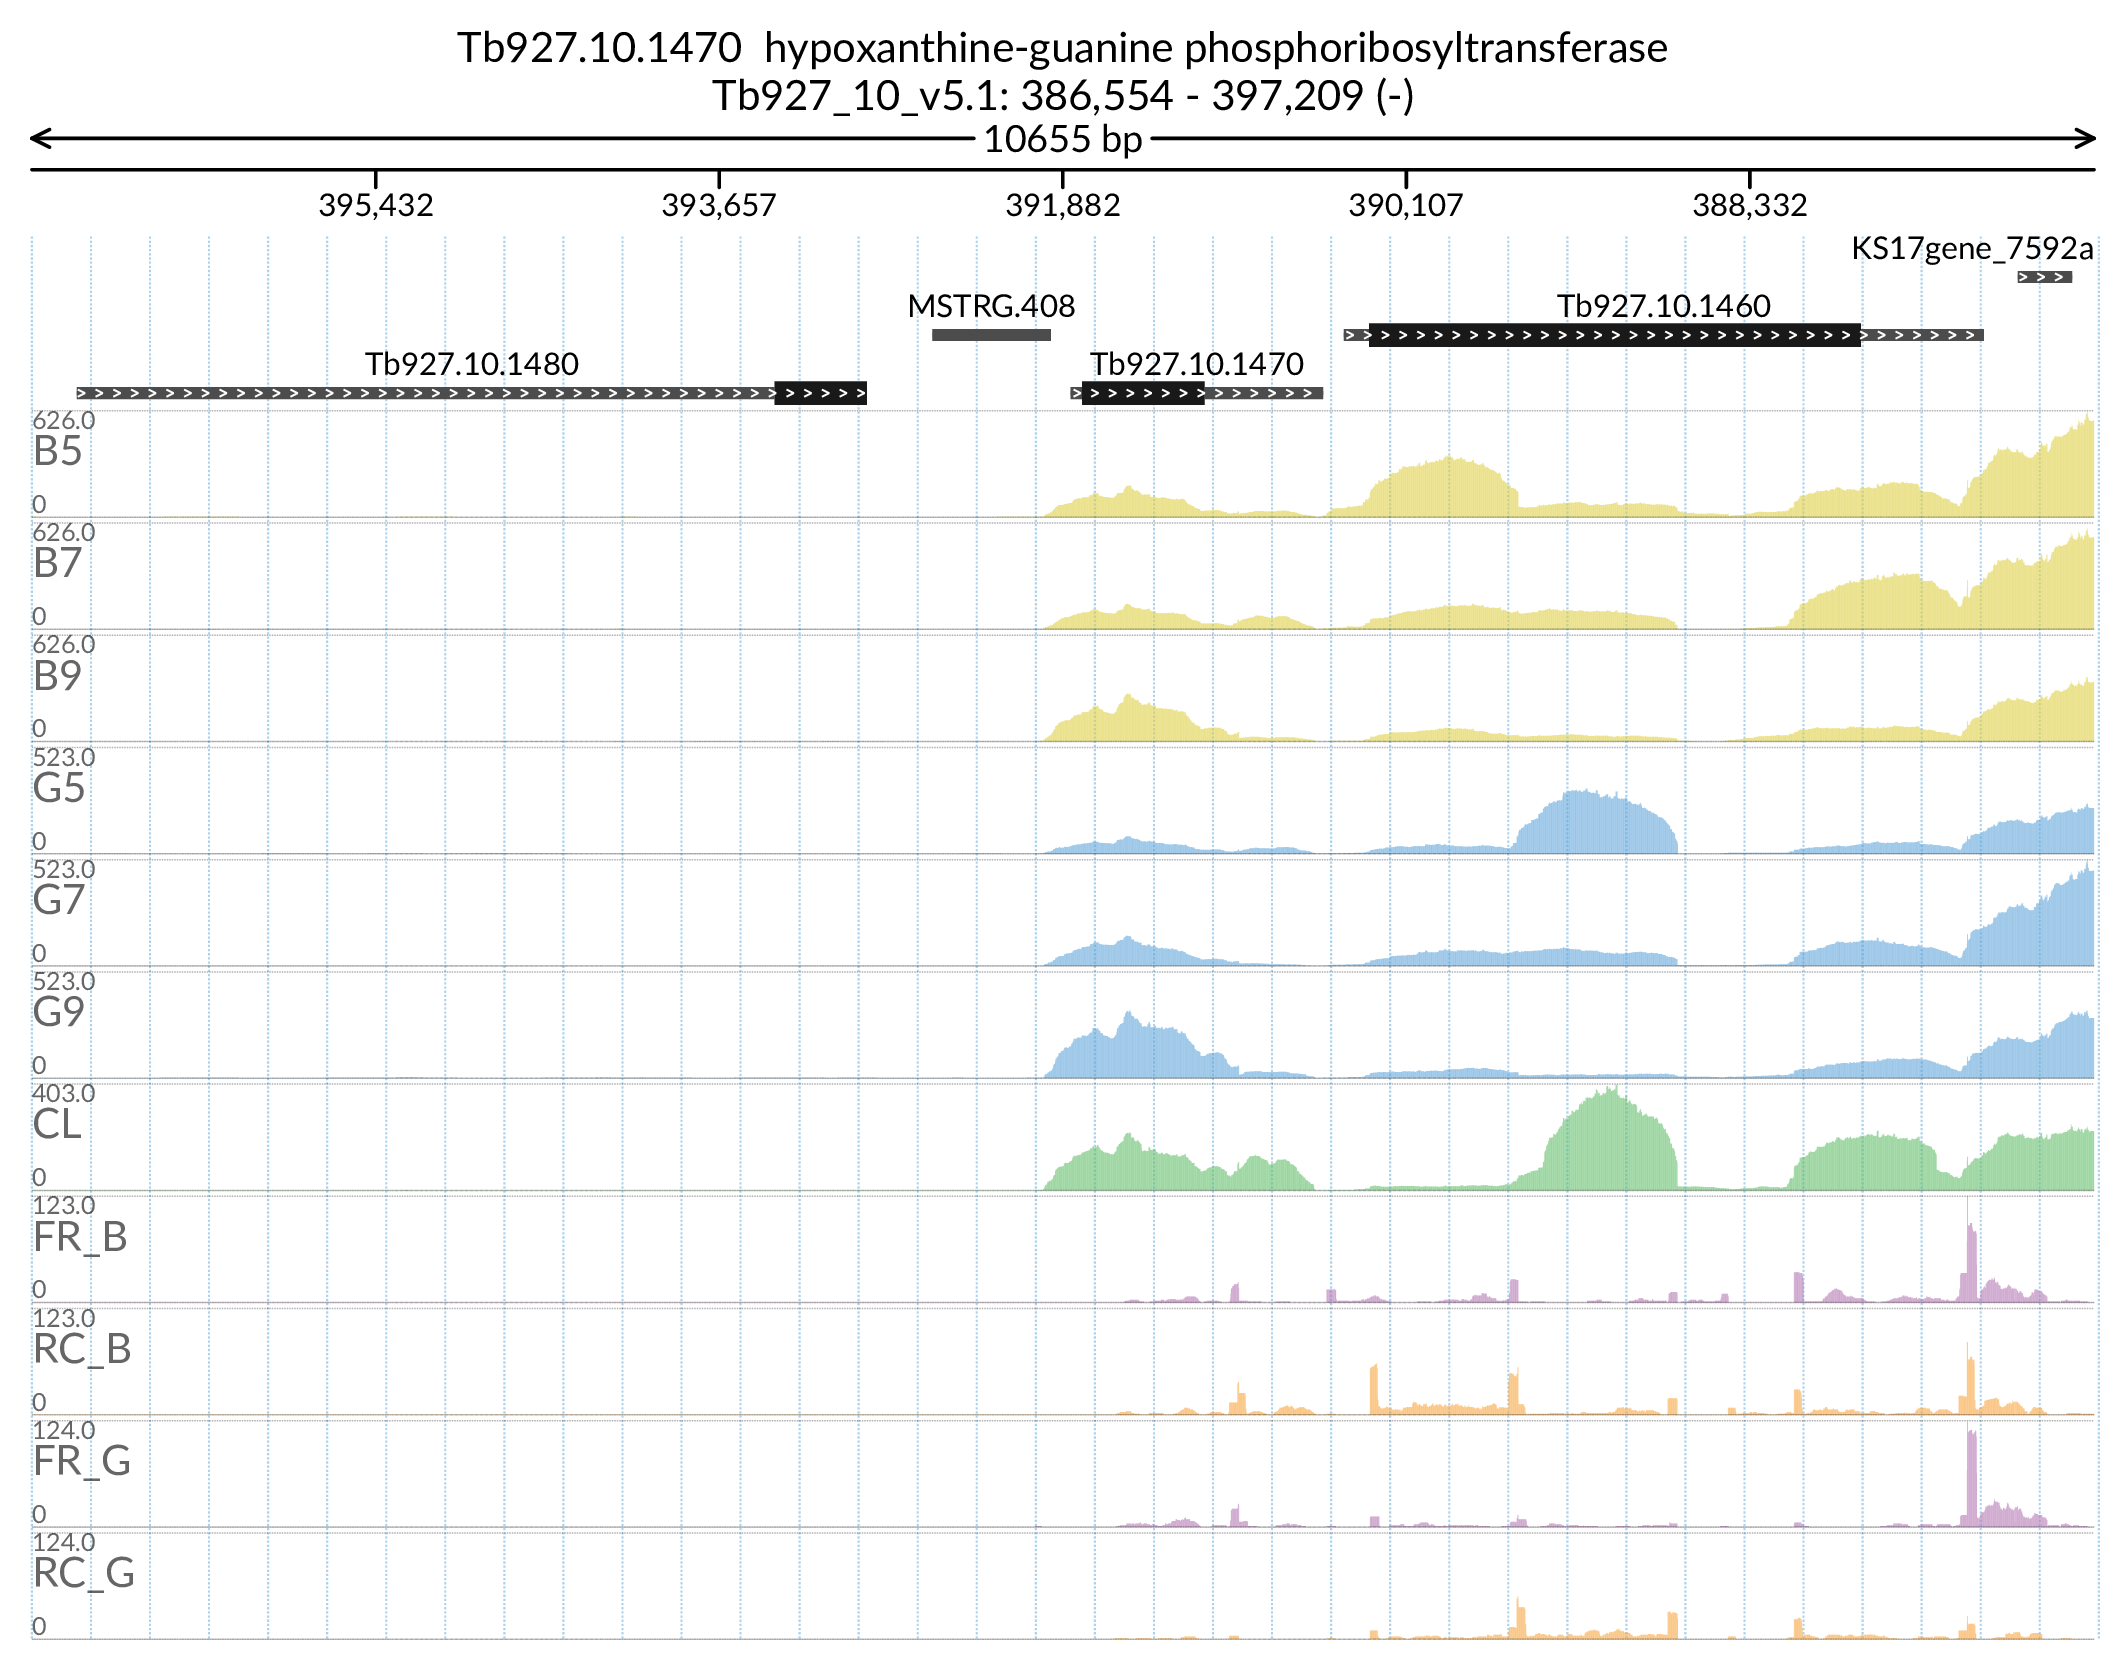 Tb927.10.1470  hypoxanthine-guanine phosphoribosyltransferase
Tb927_10_v5.1: 386,554 - 397,209 (-)
10655 bp
395,432 393,657 391,882 390,107 388,332
KS17gene_7592a
MSTRG.408 Tb927.10.1460
Tb927.10.1480 Tb927.10.1470
626.0
B5
0
626.0
B7
0
626.0
B9
0
523.0
G5
0
523.0
G7
0
523.0
G9
0
403.0
CL
0
123.0
FR_B
0
123.0
RC_B
0
124.0
FR_G
0
124.0
RC_G
0